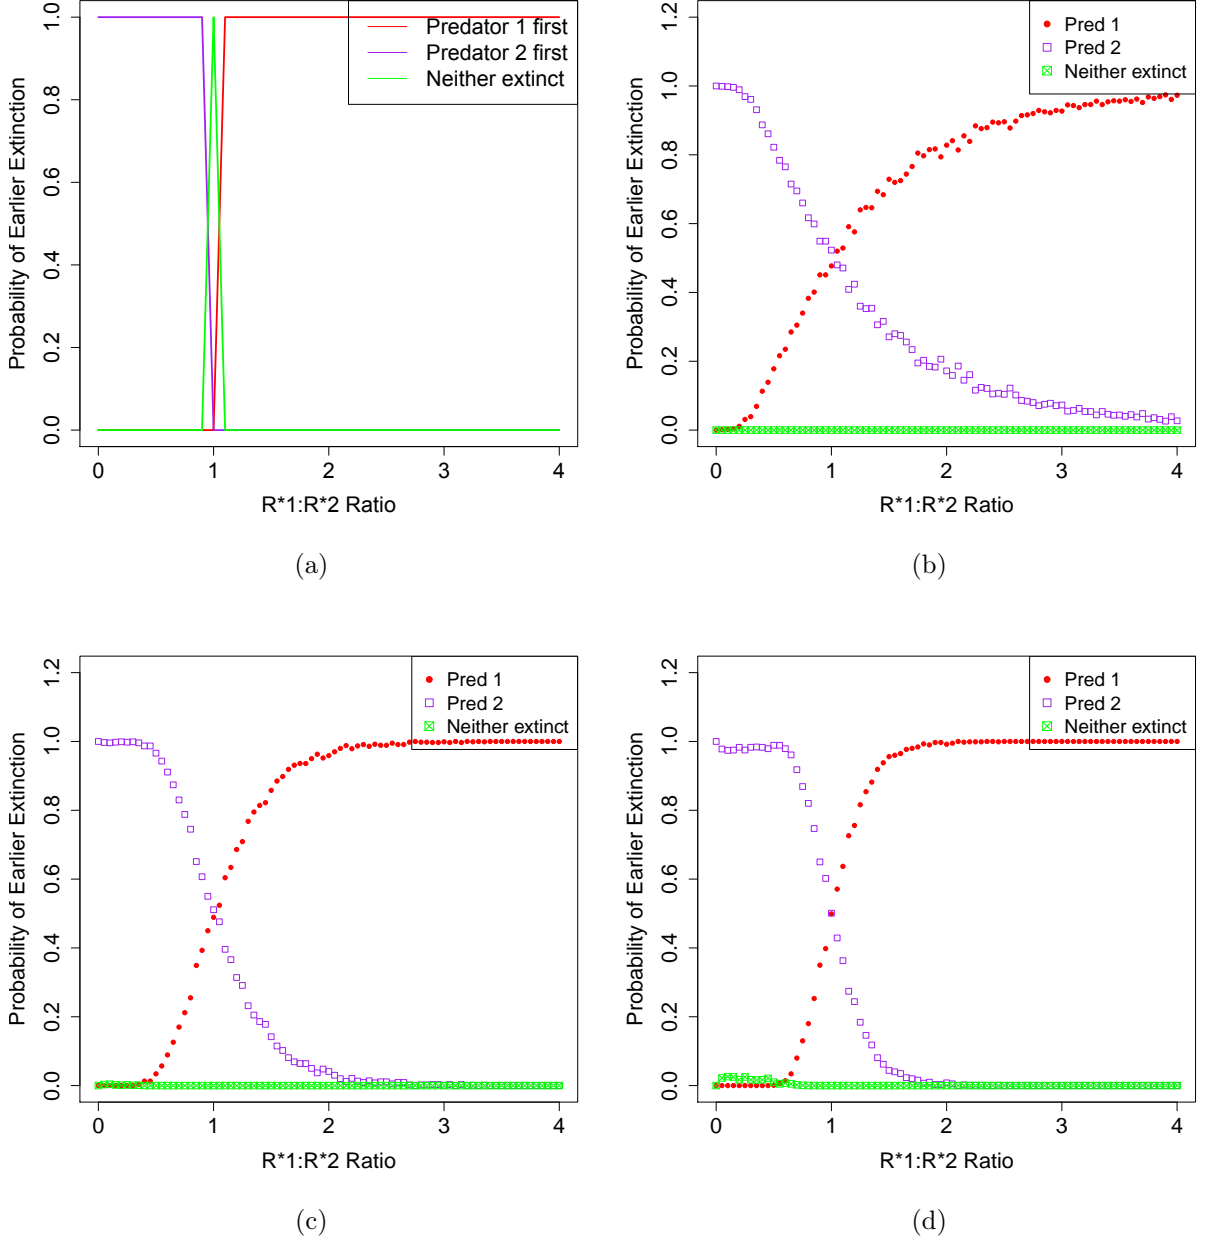 Probability of Earlier Extinction
1.0
0.8
0.6
0.4
0.2
0.0
Predator 1 first
Predator 2 first
Neither extinct
0 1 2 3 4
R*1:R*2 Ratio
(a)
Probability of Earlier Extinction
1.2
1.0
0.8
0.6
0.4
0.2
0.0
Pred 1
Pred 2
Neither extinct
0 1 2 3 4
R*1:R*2 Ratio
(b)
Probability of Earlier Extinction
1.2
1.0
0.8
0.6
0.4
0.2
0.0
Pred 1
Pred 2
Neither extinct
0 1 2 3 4
R*1:R*2 Ratio
(c)
Probability of Earlier Extinction
1.2
1.0
0.8
0.6
0.4
0.2
0.0
Pred 1
Pred 2
Neither extinct
0 1 2 3 4
R*1:R*2 Ratio
(d)